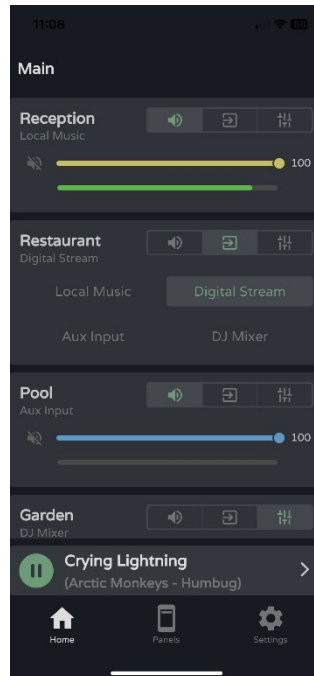 11:08
Main
Reception
Local Music
100
Restaurant
Digital Stream
Local Music Digital Stream
Aux Input DJ Mixer
Pool
Aux Input
100
Garden
DJ Mixer
Crying Lightning
(Arctic Monkeys - Humbug)
Home Panels Settings